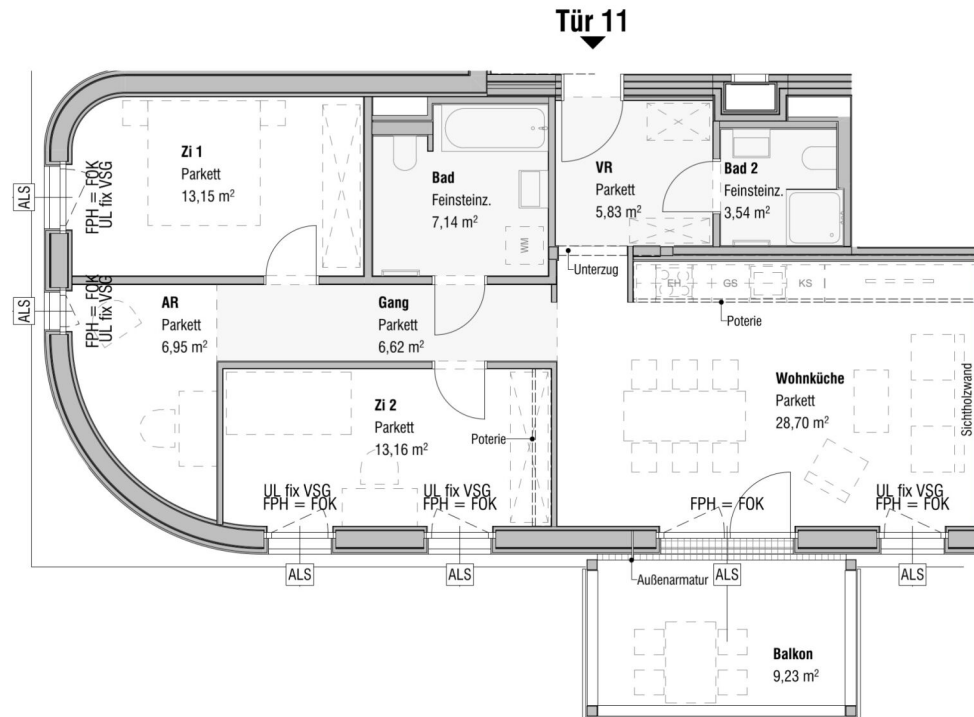 Tür 11
Zi 1
Parkett
13,15 m²
Bad
Feinsteinz.
7,14 m²
WM
VR
Parkett
5,83 m²
Bad 2
Feinsteinz.
3,54 m²
ALS
FPH = FOK
UL fix VSG
Unterzug
EH
GS
KS
Poterie
ALS
FPH = FOK
UL fix VSG
AR
Parkett
6,95 m²
Gang
Parkett
6,62 m²
Wohnküche
Parkett
28,70 m²
Sichtholzwand
Zi 2
Parkett
13,16 m²
Poterie
UL fix VSG
FPH = FOK
UL fix VSG
FPH = FOK
FPH = FOK
UL fix VSG
FPH = FOK
ALS
ALS
Außenarmatur
ALS
ALS
Balkon
9,23 m²